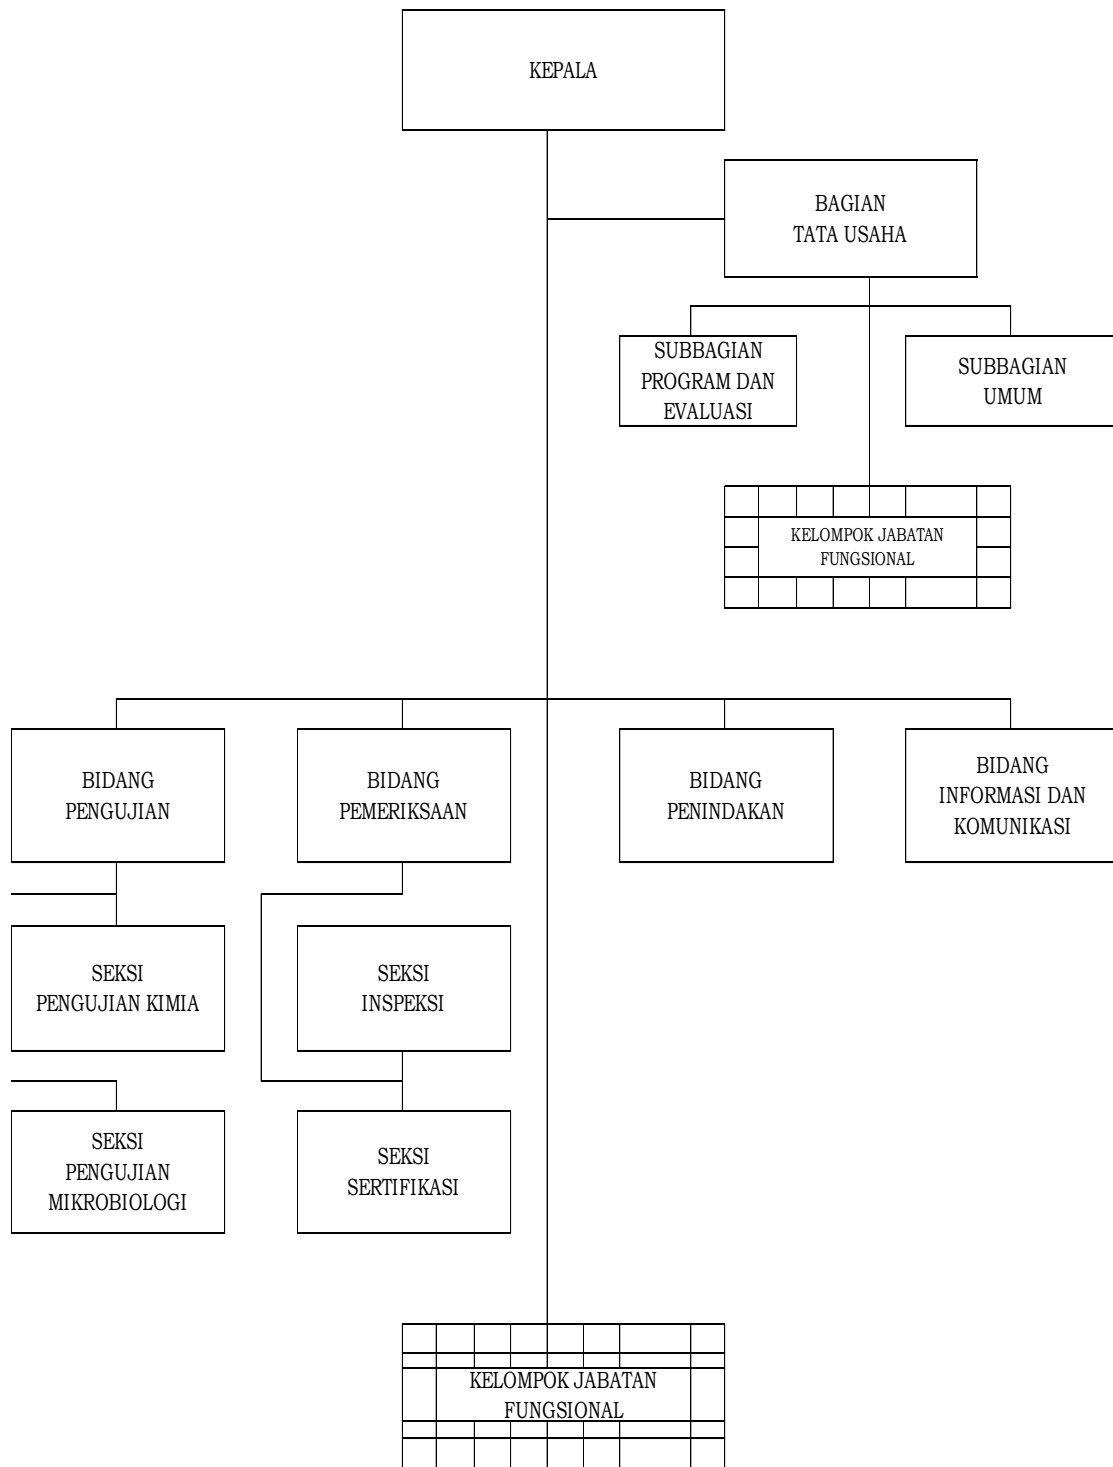 KEPALA
BAGIAN
TATA USAHA
SUBBAGIAN
PROGRAM DAN
EVALUASI
SUBBAGIAN
UMUM
KELOMPOK JABATAN
FUNGSIONAL
BIDANG
PENGUJIAN
BIDANG
PEMERIKSAAN
BIDANG
PENINDAKAN
BIDANG
INFORMASI DAN
KOMUNIKASI
SEKSI
PENGUJIAN KIMIA
SEKSI
INSPEKSI
SEKSI
PENGUJIAN
MIKROBIOLOGI
SEKSI
SERTIFIKASI
KELOMPOK JABATAN
FUNGSIONAL